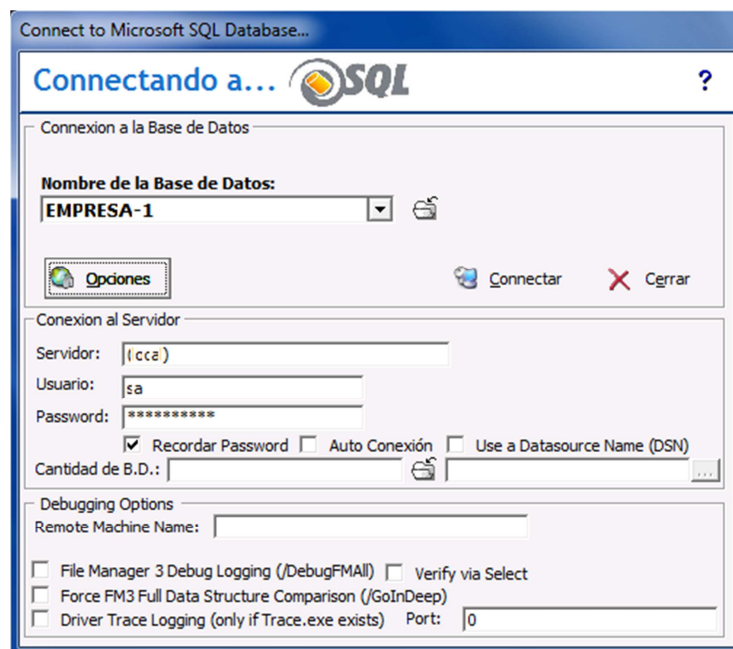 Connect to Microsoft SQL Database...
Connectando a... SQL ?
Connexion a la Base de Datos
Nombre de la Base de Datos:
EMPRESA-1
Opciones Connectar Cerrar
Conexion al Servidor
Servidor:
Usuario: sa
Password: **********
Recordar Password Auto Conexión Use a Datasource Name (DSN)
Cantidad de B.D.: ...
Debugging Options
Remote Machine Name:
File Manager 3 Debug Logging (/DebugFMAll) Verify via Select
Force FM3 Full Data Structure Comparison (/GoInDeep)
Driver Trace Logging (only if Trace.exe exists) Port: 0